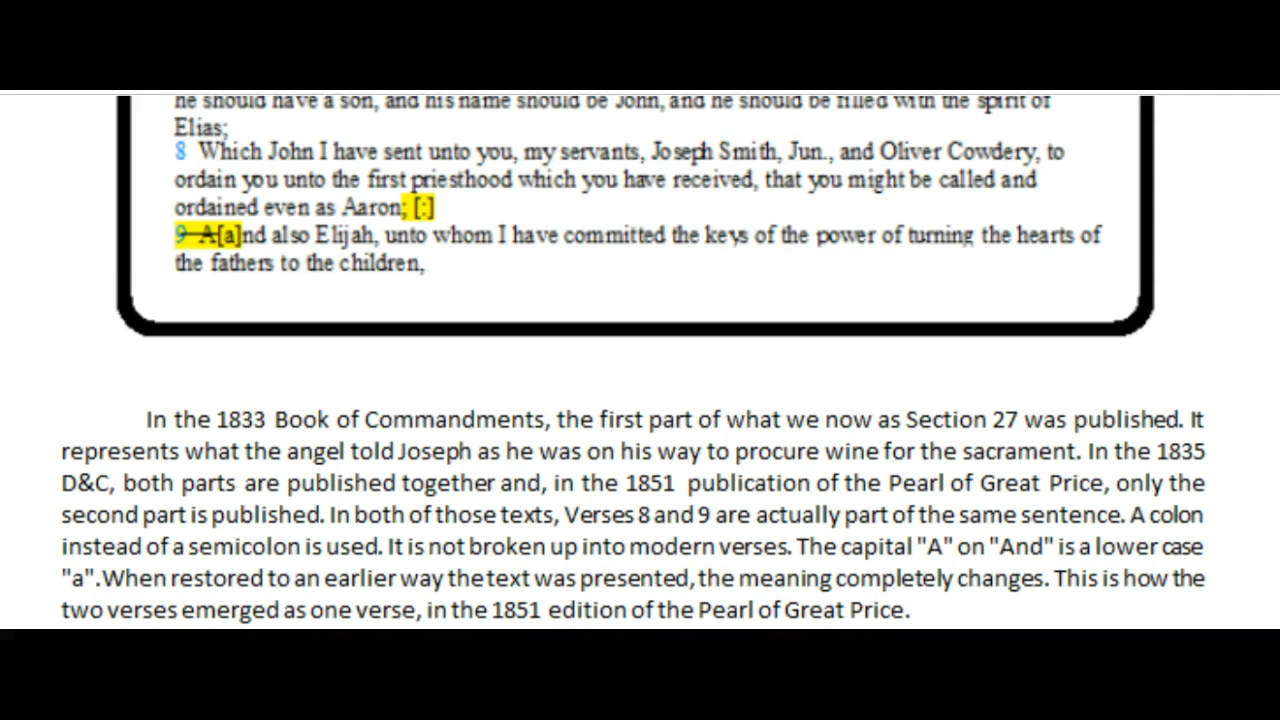 he should have a son, and his name should be John, and he should be filled with the spirit of
Elias;
8 Which John I have sent unto you, my servants, Joseph Smith, Jun., and Oliver Cowdery, to
ordain you unto the first priesthood which you have received, that you might be called and
ordained even as Aaron; [:]
9 A[a]nd also Elijah, unto whom I have committed the keys of the power of turning the hearts of
the fathers to the children,
In the 1833 Book of Commandments, the first part of what we now as Section 27 was published. It
represents what the angel told Joseph as he was on his way to procure wine for the sacrament. In the 1835
D&C, both parts are published together and, in the 1851 publication of the Pearl of Great Price, only the
second part is published. In both of those texts, Verses 8 and 9 are actually part of the same sentence. A colon
instead of a semicolon is used. It is not broken up into modern verses. The capital "A" on "And" is a lower case
"a".When restored to an earlier way the text was presented, the meaning completely changes. This is how the
two verses emerged as one verse, in the 1851 edition of the Pearl of Great Price.